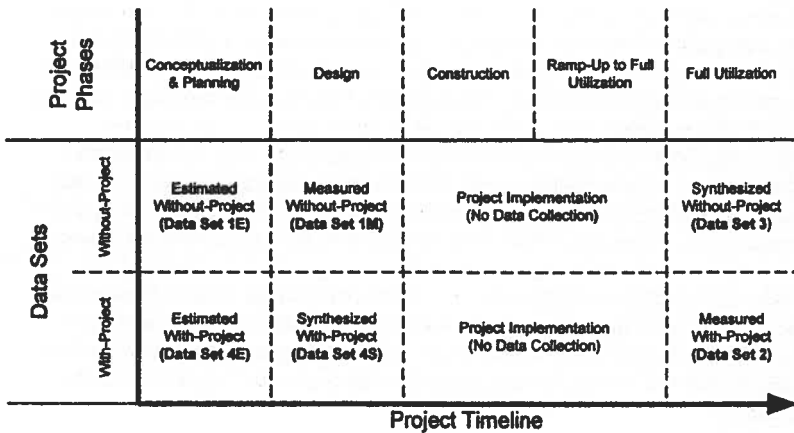 Project
Phases
Conceptualization
& Planning
Design
Construction
Ramp-Up to Full
Utilization
Full Utilization
Data Sets
Without-Project
Estimated
Without-Project
(Data Set 1E)
Measured
Without-Project
(Data Set 1M)
Project Implementation
(No Data Collection)
Synthesized
Without-Project
(Data Set 3)
With-Project
Estimated
With-Project
(Data Set 4E)
Synthesized
With-Project
(Data Set 4S)
Project Implementation
(No Data Collection)
Measured
With-Project
(Data Set 2)
Project Timeline